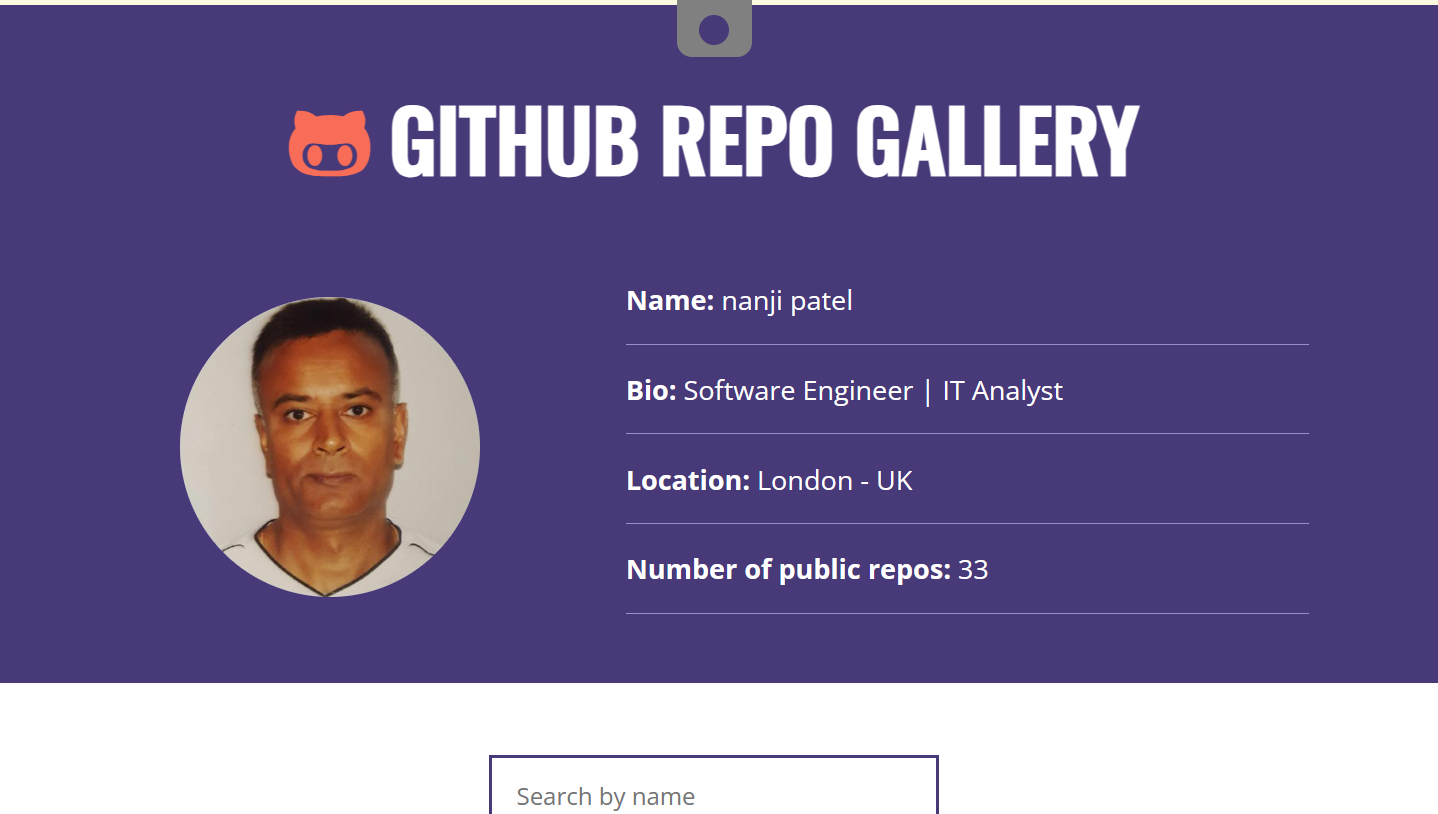 GITHUB REPO GALLERY
Name: nanji patel
Bio: Software Engineer | IT Analyst
Location: London - UK
Number of public repos: 33
Search by name